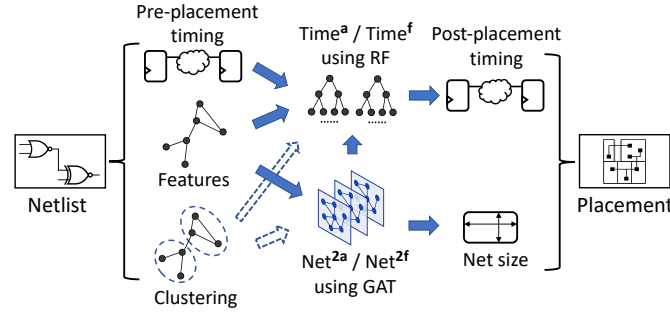 Pre-placement
timing
Time^a / Time^f
using RF
Post-placement
timing
......
......
Netlist
Features
Placement
Clustering
Net^2a / Net^2f
using GAT
Net size